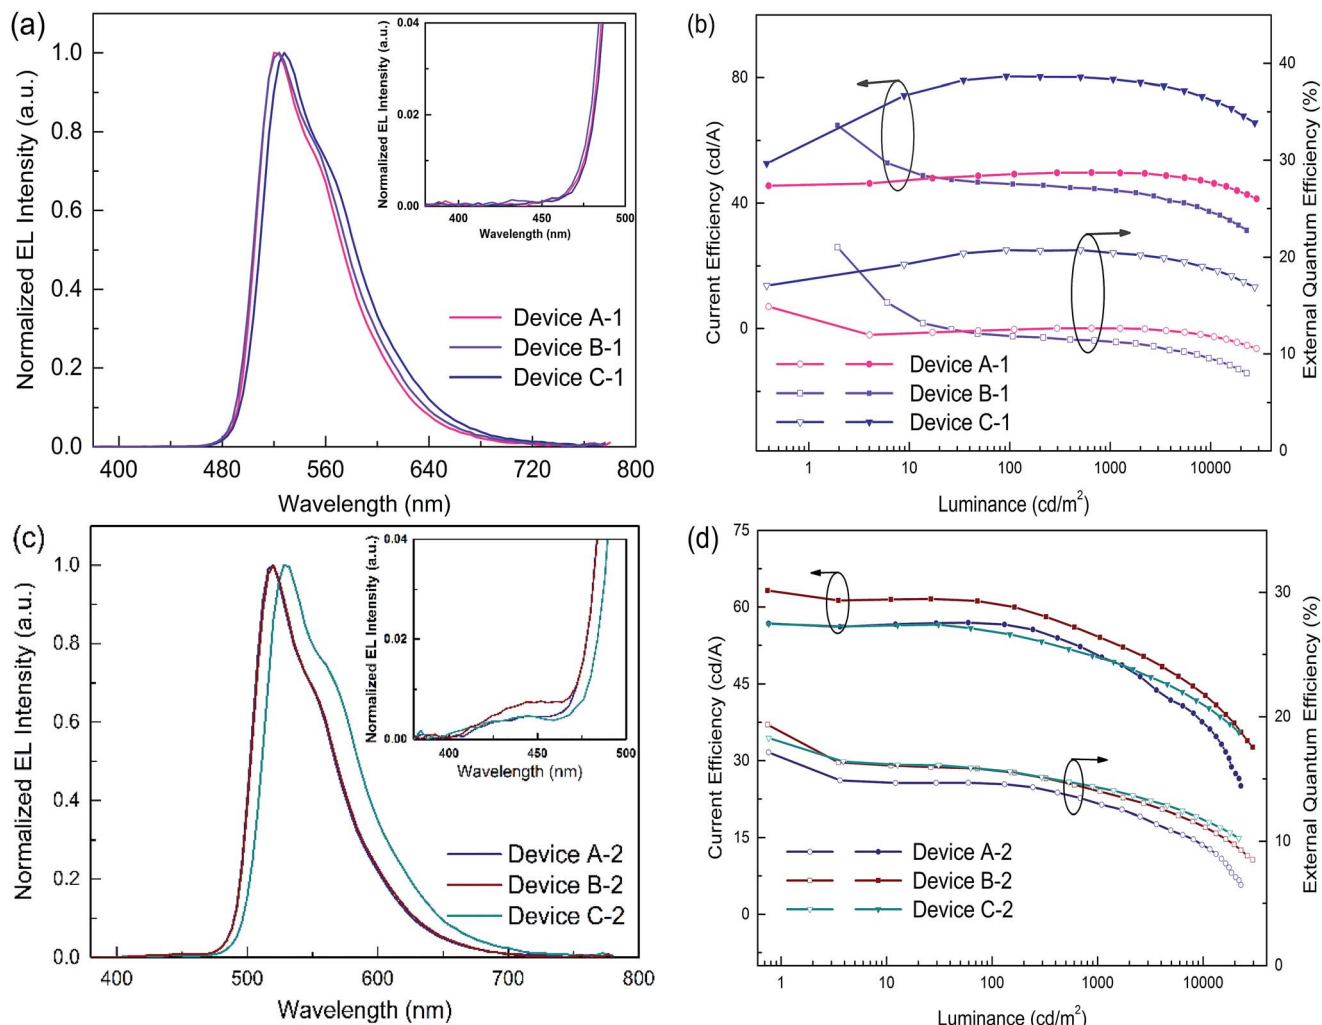 (a)
Normalized EL Intensity (a.u.)
1.0
0.8
0.6
0.4
0.2
0.0
400 480 560 640 720 800
Wavelength (nm)
Device A-1
Device B-1
Device C-1
Normalized EL Intensity (a.u.)
0.04
0.02
0.00
400 450 500
Wavelength (nm)
(b)
Current Efficiency (cd/A)
80
40
0
1 10 100 1000 10000
Luminance (cd/m²)
External Quantum Efficiency (%)
40
30
20
10
0
Device A-1
Device B-1
Device C-1
(c)
Normalized EL Intensity (a.u.)
1.0
0.8
0.6
0.4
0.2
0.0
400 500 600 700 800
Wavelength (nm)
Device A-2
Device B-2
Device C-2
Normalized EL Intensity (a.u.)
0.04
0.02
0.00
400 450 500
Wavelength (nm)
(d)
Current Efficiency (cd/A)
75
60
45
30
15
0
1 10 100 1000 10000
Luminance (cd/m²)
External Quantum Efficiency (%)
30
20
10
0
Device A-2
Device B-2
Device C-2